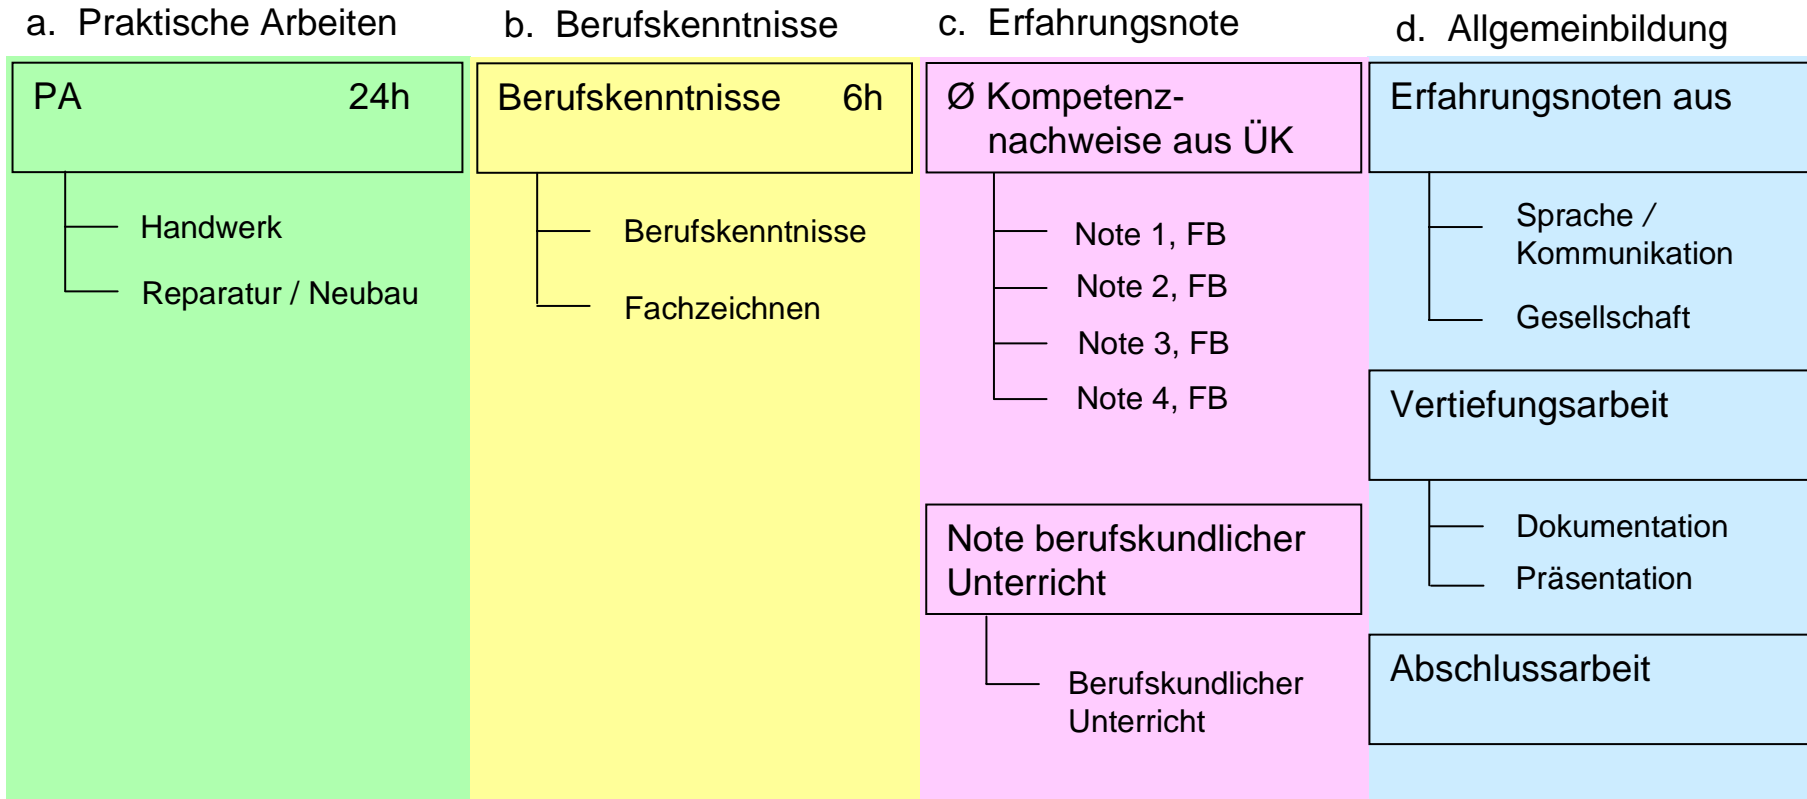 a. Praktische Arbeiten
PA 24h
Handwerk
Reparatur / Neubau
b. Berufskenntnisse
Berufskenntnisse 6h
Berufskenntnisse
Fachzeichnen
c. Erfahrungsnote
Ø Kompetenz-
nachweise aus ÜK
Note 1, FB
Note 2, FB
Note 3, FB
Note 4, FB
Note berufskundlicher
Unterricht
Berufskundlicher
Unterricht
d. Allgemeinbildung
Erfahrungsnoten aus
Sprache /
Kommunikation
Gesellschaft
Vertiefungsarbeit
Dokumentation
Präsentation
Abschlussarbeit